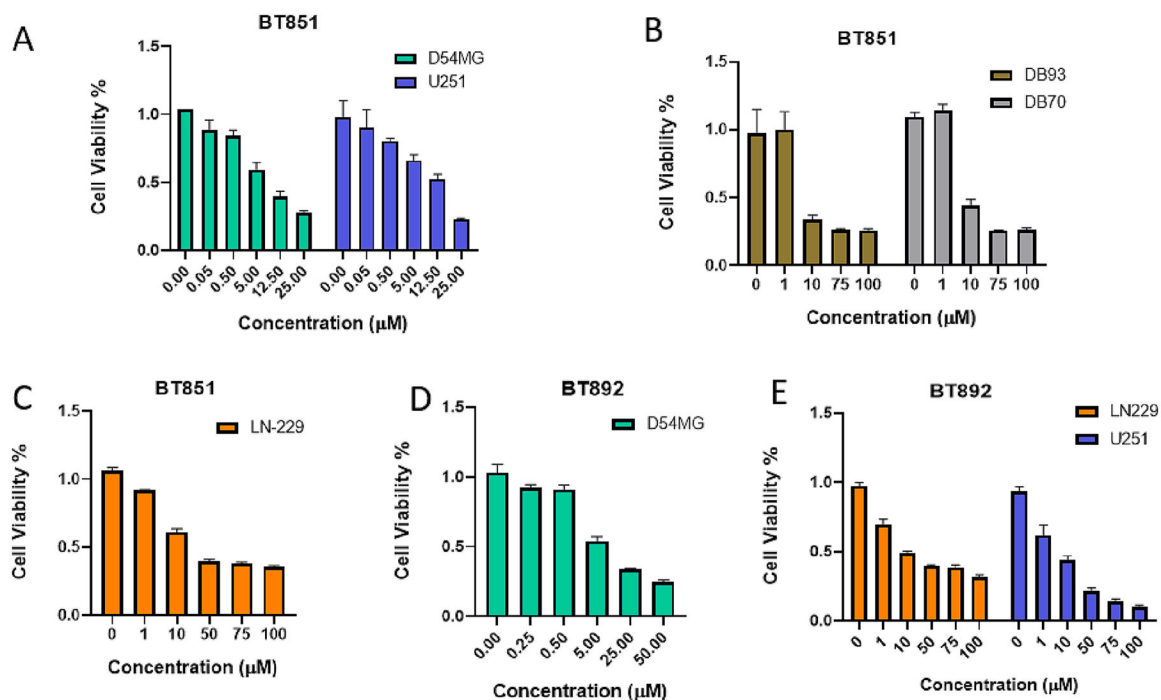 A
BT851
D54MG
U251
Cell Viability %
1.5
1.0
0.5
0.0
0.00 0.05 0.50 5.00 12.50 25.00 0.00 0.05 0.50 5.00 12.50 25.00
Concentration (μM)
B
BT851
DB93
DB70
Cell Viability %
1.5
1.0
0.5
0.0
0 1 10 75 100 0 1 10 75 100
Concentration (μM)
C
BT851
LN-229
Cell Viability %
1.5
1.0
0.5
0.0
0 1 10 50 75 100
Concentration (μM)
D
BT892
D54MG
Cell Viability %
1.5
1.0
0.5
0.0
0.00 0.25 0.50 5.00 25.00 50.00
Concentration (μM)
E
BT892
LN229
U251
Cell Viability %
1.5
1.0
0.5
0.0
0 1 10 50 75 100 0 1 10 50 75 100
Concentration (μM)